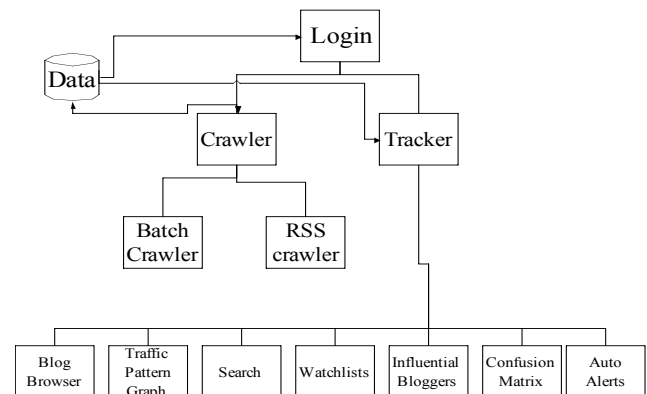 Login
Data
Crawler
Tracker
Batch
Crawler
RSS
crawler
Blog
Browser
Traffic
Pattern
Graph
Search
Watchlists
Influential
Bloggers
Confusion
Matrix
Auto
Alerts